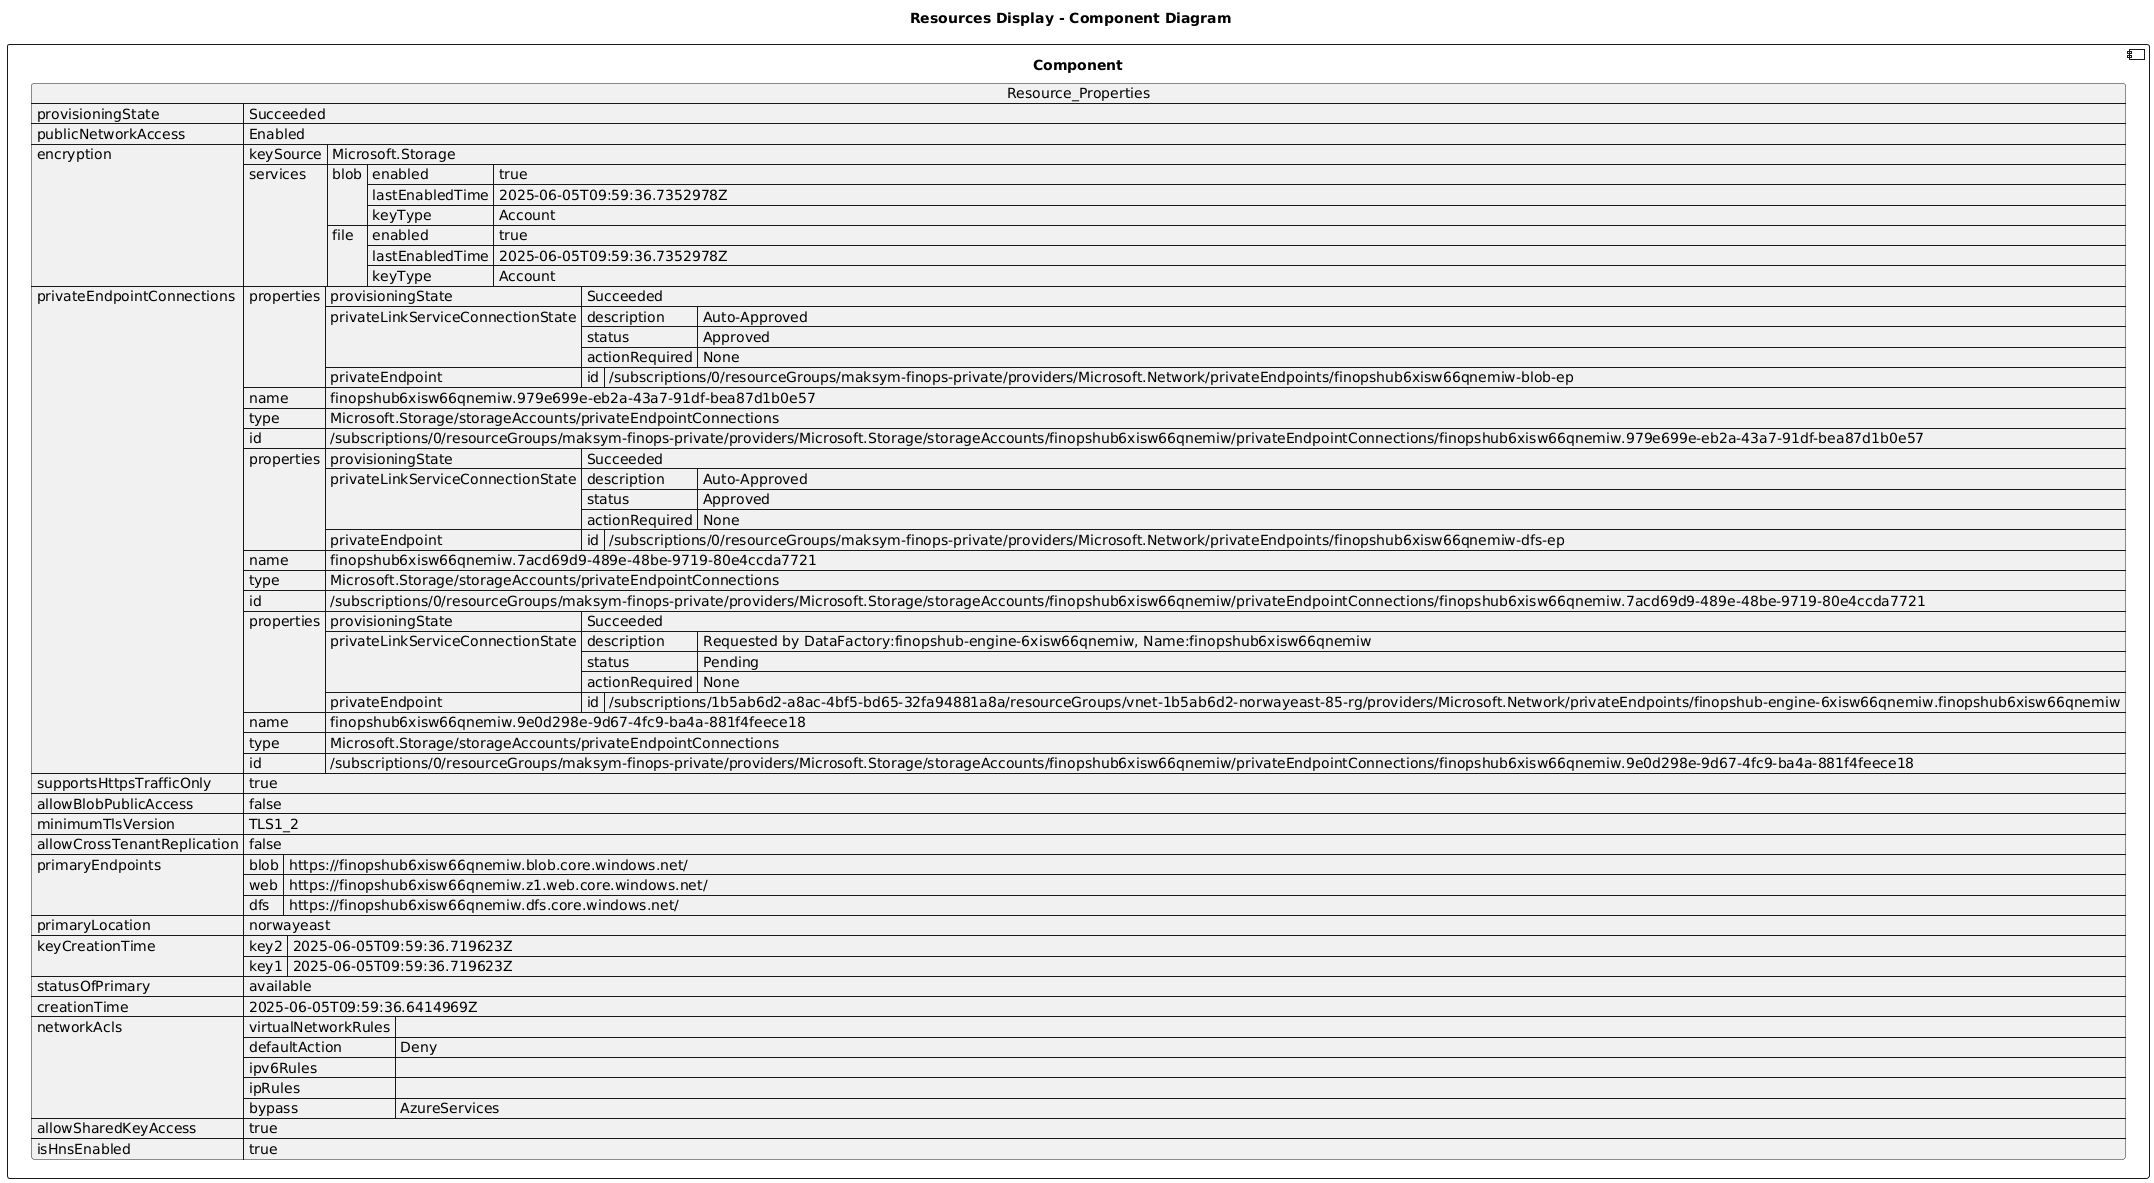 Resources Display - Component Diagram
Component
Resource_Properties
provisioningState Succeeded
publicNetworkAccess Enabled
encryption keySource Microsoft.Storage
services blob enabled true
lastEnabledTime 2025-06-05T09:59:36.7352978Z
keyType Account
file enabled true
lastEnabledTime 2025-06-05T09:59:36.7352978Z
keyType Account
privateEndpointConnections properties provisioningState Succeeded
privateLinkServiceConnectionState description Auto-Approved
status Approved
actionRequired None
privateEndpoint id /subscriptions/0/resourceGroups/maksym-finops-private/providers/Microsoft.Network/privateEndpoints/finopshub6xisw66qnemiw-blob-ep
name finopshub6xisw66qnemiw.979e699e-eb2a-43a7-91df-bea87d1b0e57
type Microsoft.Storage/storageAccounts/privateEndpointConnections
id /subscriptions/0/resourceGroups/maksym-finops-private/providers/Microsoft.Storage/storageAccounts/finopshub6xisw66qnemiw/privateEndpointConnections/finopshub6xisw66qnemiw.979e699e-eb2a-43a7-91df-bea87d1b0e57
properties provisioningState Succeeded
privateLinkServiceConnectionState description Auto-Approved
status Approved
actionRequired None
privateEndpoint id /subscriptions/0/resourceGroups/maksym-finops-private/providers/Microsoft.Network/privateEndpoints/finopshub6xisw66qnemiw-dfs-ep
name finopshub6xisw66qnemiw.7acd69d9-489e-48be-9719-80e4ccda7721
type Microsoft.Storage/storageAccounts/privateEndpointConnections
id /subscriptions/0/resourceGroups/maksym-finops-private/providers/Microsoft.Storage/storageAccounts/finopshub6xisw66qnemiw/privateEndpointConnections/finopshub6xisw66qnemiw.7acd69d9-489e-48be-9719-80e4ccda7721
properties provisioningState Succeeded
privateLinkServiceConnectionState description Requested by DataFactory:finopshub-engine-6xisw66qnemiw, Name:finopshub6xisw66qnemiw
status Pending
actionRequired None
privateEndpoint id /subscriptions/1b5ab6d2-a8ac-4bf5-bd65-32fa94881a8a/resourceGroups/vnet-1b5ab6d2-norwayeast-85-rg/providers/Microsoft.Network/privateEndpoints/finopshub-engine-6xisw66qnemiw.finopshub6xisw66qnemiw
name finopshub6xisw66qnemiw.9e0d298e-9d67-4fc9-ba4a-881f4feece18
type Microsoft.Storage/storageAccounts/privateEndpointConnections
id /subscriptions/0/resourceGroups/maksym-finops-private/providers/Microsoft.Storage/storageAccounts/finopshub6xisw66qnemiw/privateEndpointConnections/finopshub6xisw66qnemiw.9e0d298e-9d67-4fc9-ba4a-881f4feece18
supportsHttpsTrafficOnly true
allowBlobPublicAccess false
minimumTlsVersion TLS1_2
allowCrossTenantReplication false
primaryEndpoints blob https://finopshub6xisw66qnemiw.blob.core.windows.net/
web https://finopshub6xisw66qnemiw.z1.web.core.windows.net/
dfs https://finopshub6xisw66qnemiw.dfs.core.windows.net/
primaryLocation norwayeast
keyCreationTime key2 2025-06-05T09:59:36.719623Z
key1 2025-06-05T09:59:36.719623Z
statusOfPrimary available
creationTime 2025-06-05T09:59:36.6414969Z
networkAcls virtualNetworkRules
defaultAction Deny
ipv6Rules
ipRules
bypass AzureServices
allowSharedKeyAccess true
isHnsEnabled true